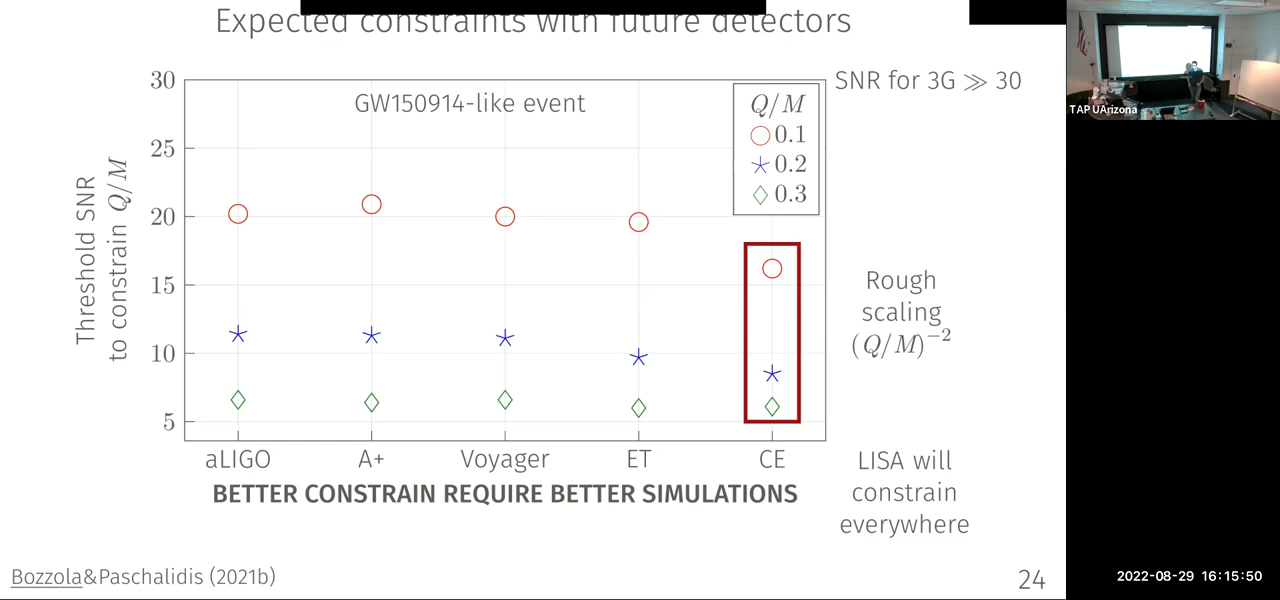 Expected constraints with future detectors
30
25
20
15
10
5
Threshold SNR
to constrain Q/M
GW150914-like event
Q/M
0.1
0.2
0.3
aLIGO A+ Voyager ET CE
BETTER CONSTRAIN REQUIRE BETTER SIMULATIONS
SNR for 3G ≫ 30
Rough
scaling
(Q/M)⁻²
LISA will
constrain
everywhere
Bozzola&Paschalidis (2021b)
24
TAP UArizona
2022-08-29 16:15:50